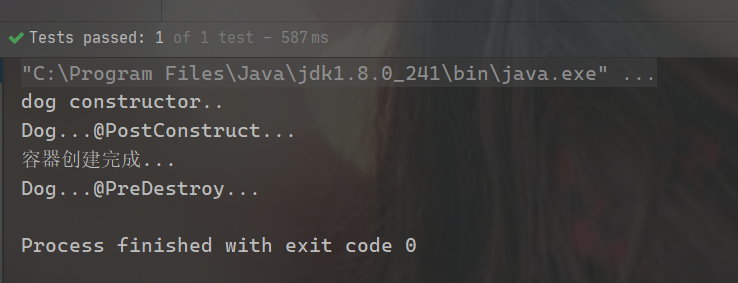 Tests passed: 1 of 1 test – 587 ms
"C:\Program Files\Java\jdk1.8.0_241\bin\java.exe" ...
dog constructor..
Dog...@PostConstruct...
容器创建完成...
Dog...@PreDestroy...
Process finished with exit code 0